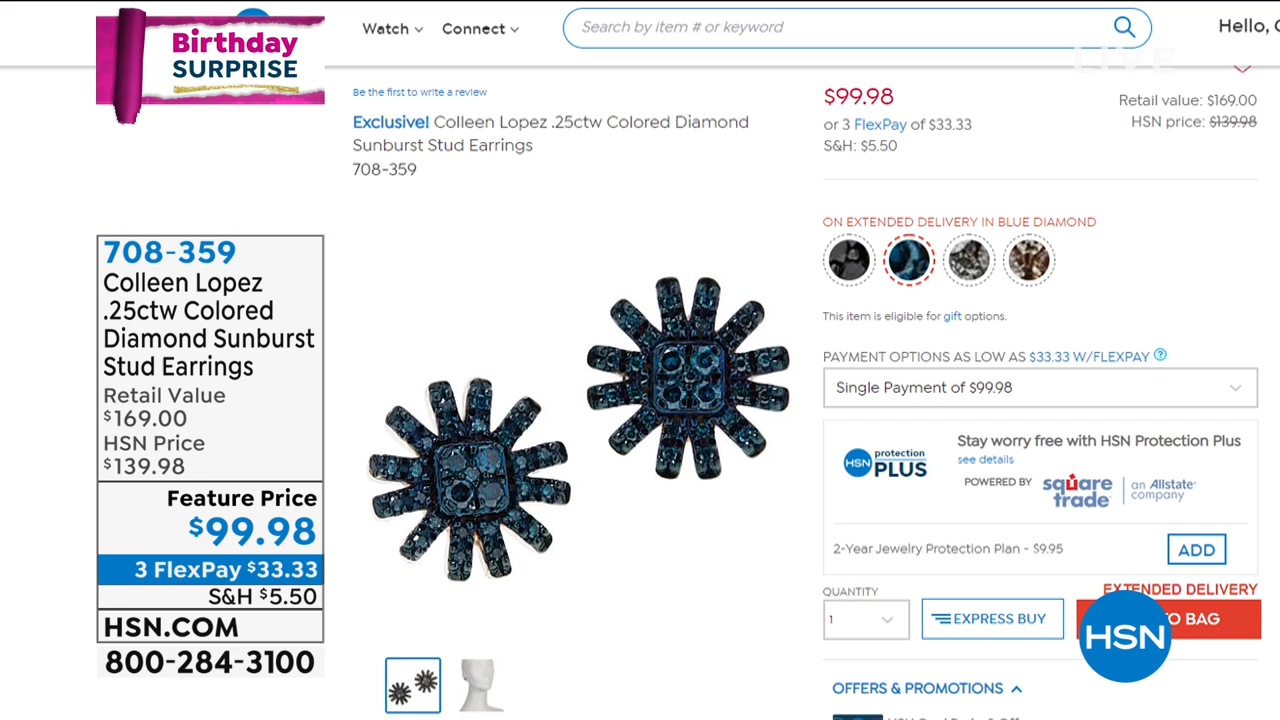 Birthday
SURPRISE
Watch
Connect
Search by item # or keyword
Hello,
LIVE
Be the first to write a review
Exclusive! Colleen Lopez .25ctw Colored Diamond
Sunburst Stud Earrings
708-359
$99.98
or 3 FlexPay of $33.33
S&H: $5.50
Retail value: $169.00
HSN price: $139.98
ON EXTENDED DELIVERY IN BLUE DIAMOND
This item is eligible for gift options.
PAYMENT OPTIONS AS LOW AS $33.33 W/FLEXPAY ?
Single Payment of $99.98
HSN protection PLUS
Stay worry free with HSN Protection Plus
see details
POWERED BY
square trade
an Allstate company
2-Year Jewelry Protection Plan - $9.95
ADD
QUANTITY
1
EXPRESS BUY
EXTENDED DELIVERY
TO BAG
HSN
OFFERS & PROMOTIONS
708-359
Colleen Lopez
.25ctw Colored
Diamond Sunburst
Stud Earrings
Retail Value
$169.00
HSN Price
$139.98
Feature Price
$99.98
3 FlexPay $33.33
S&H $5.50
HSN.COM
800-284-3100